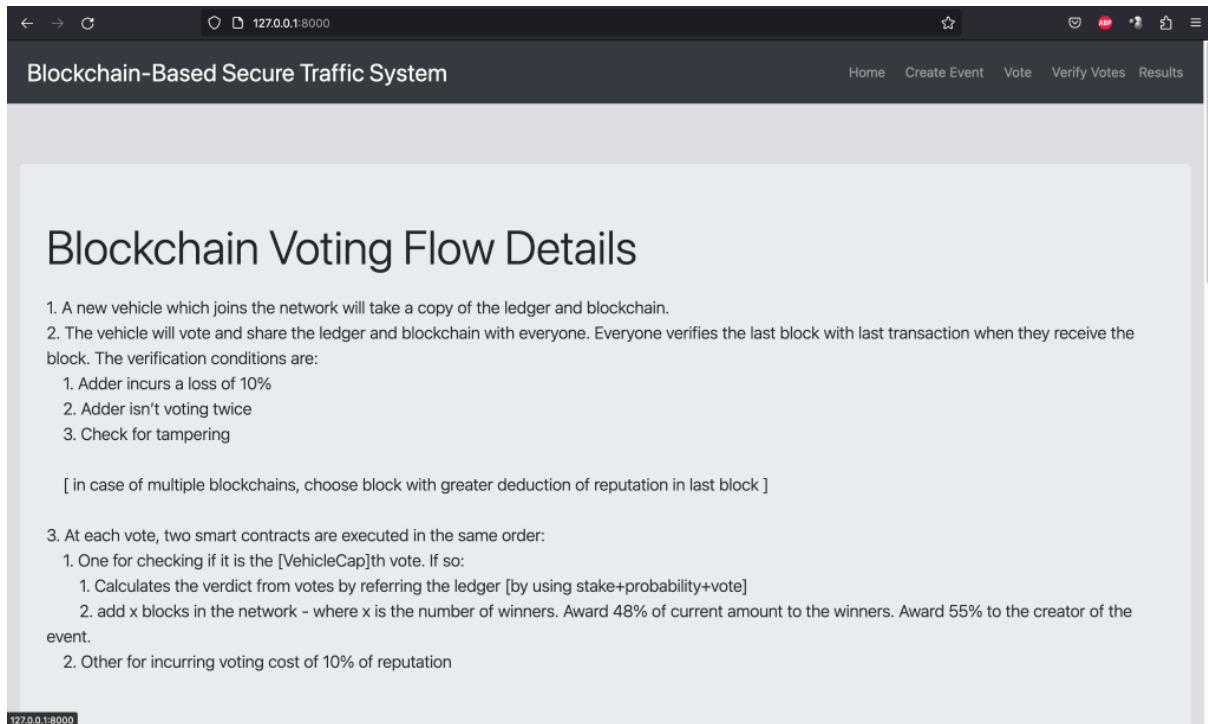 127.0.0.1:8000
ABP
Blockchain-Based Secure Traffic System
Home Create Event Vote Verify Votes Results
Blockchain Voting Flow Details
1. A new vehicle which joins the network will take a copy of the ledger and blockchain.
2. The vehicle will vote and share the ledger and blockchain with everyone. Everyone verifies the last block with last transaction when they receive the
block. The verification conditions are:
1. Adder incurs a loss of 10%
2. Adder isn't voting twice
3. Check for tampering
[ in case of multiple blockchains, choose block with greater deduction of reputation in last block ]
3. At each vote, two smart contracts are executed in the same order:
1. One for checking if it is the [VehicleCap]th vote. If so:
1. Calculates the verdict from votes by referring the ledger [by using stake+probability+vote]
2. add x blocks in the network - where x is the number of winners. Award 48% of current amount to the winners. Award 55% to the creator of the
event.
2. Other for incurring voting cost of 10% of reputation
127.0.0.1:8000